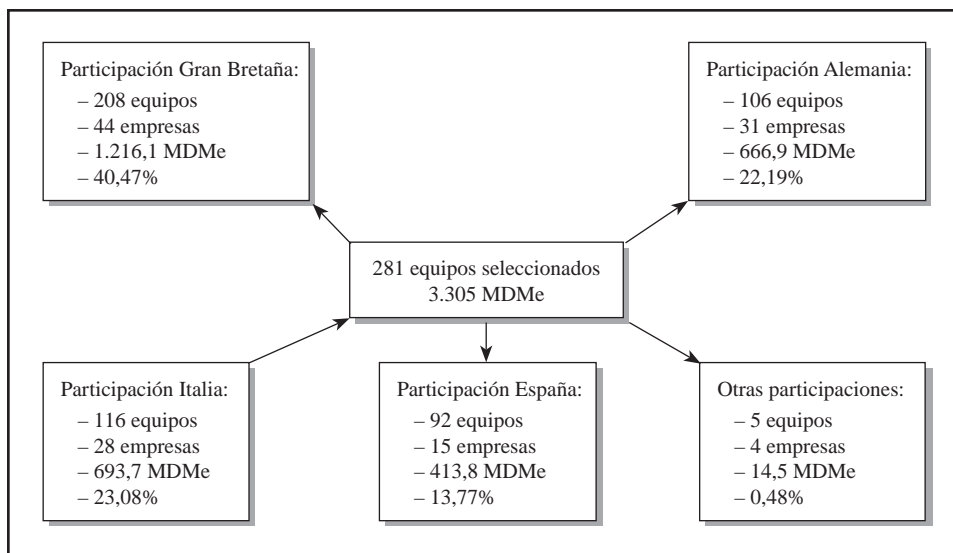 Participación Gran Bretaña:
– 208 equipos
– 44 empresas
– 1.216,1 MDMe
– 40,47%
Participación Alemania:
– 106 equipos
– 31 empresas
– 666,9 MDMe
– 22,19%
281 equipos seleccionados
3.305 MDMe
Participación Italia:
– 116 equipos
– 28 empresas
– 693,7 MDMe
– 23,08%
Participación España:
– 92 equipos
– 15 empresas
– 413,8 MDMe
– 13,77%
Otras participaciones:
– 5 equipos
– 4 empresas
– 14,5 MDMe
– 0,48%